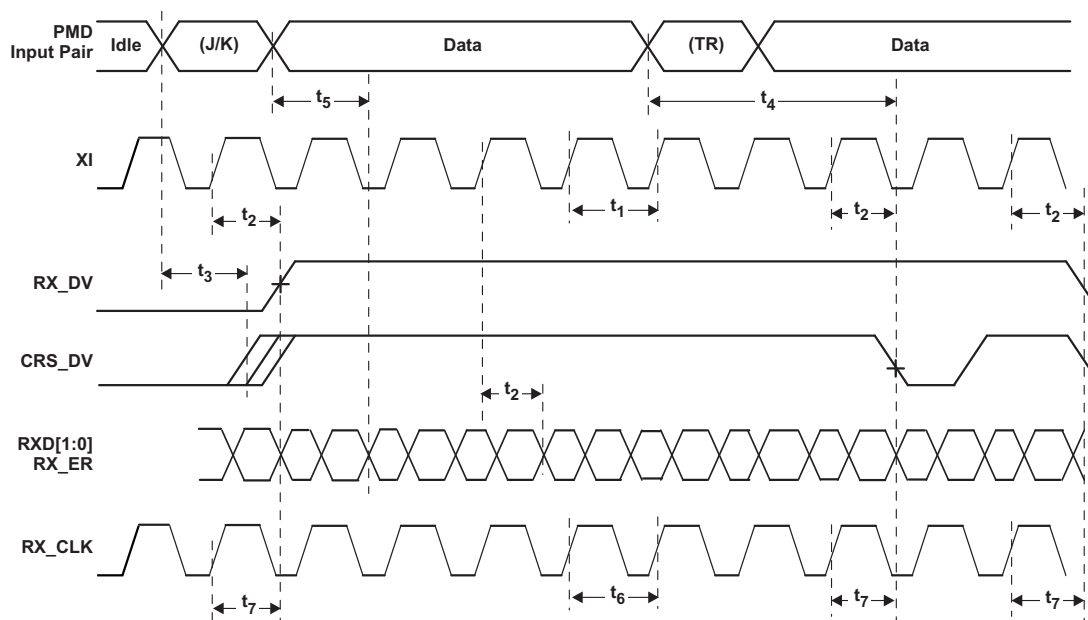 PMD
Input Pair
Idle
(J/K)
Data
(TR)
Data
t5
t4
XI
t2
t1
t2
t2
t3
RX_DV
CRS_DV
t2
RXD[1:0]
RX_ER
RX_CLK
t7
t6
t7
t7